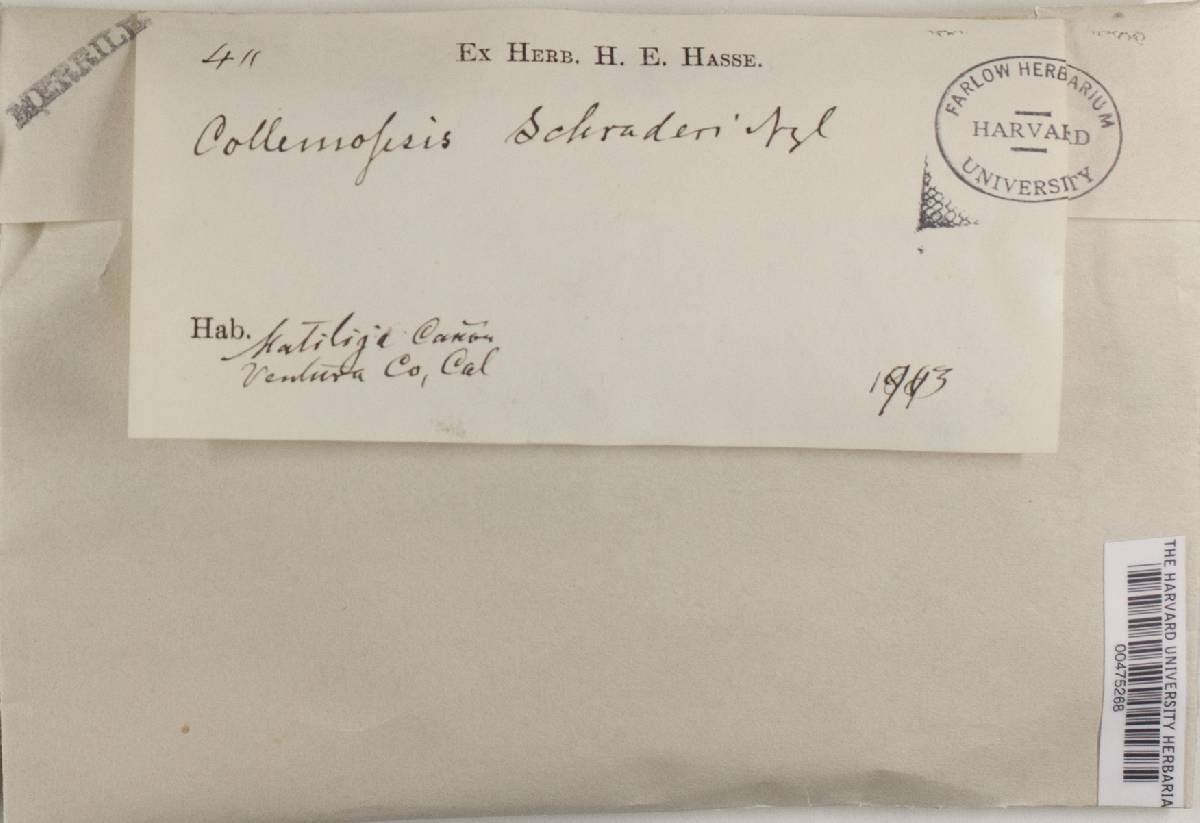 MERRILL
411 Ex Herb. H. E. Hasse.
FARLOW HERBARIUM
HARVARD
UNIVERSITY
Collemopsis Schraderi Nyl
Hab. Matilija Cañon
Ventura Co, Cal
THE HARVARD UNIVERSITY HERBARIA
00475268